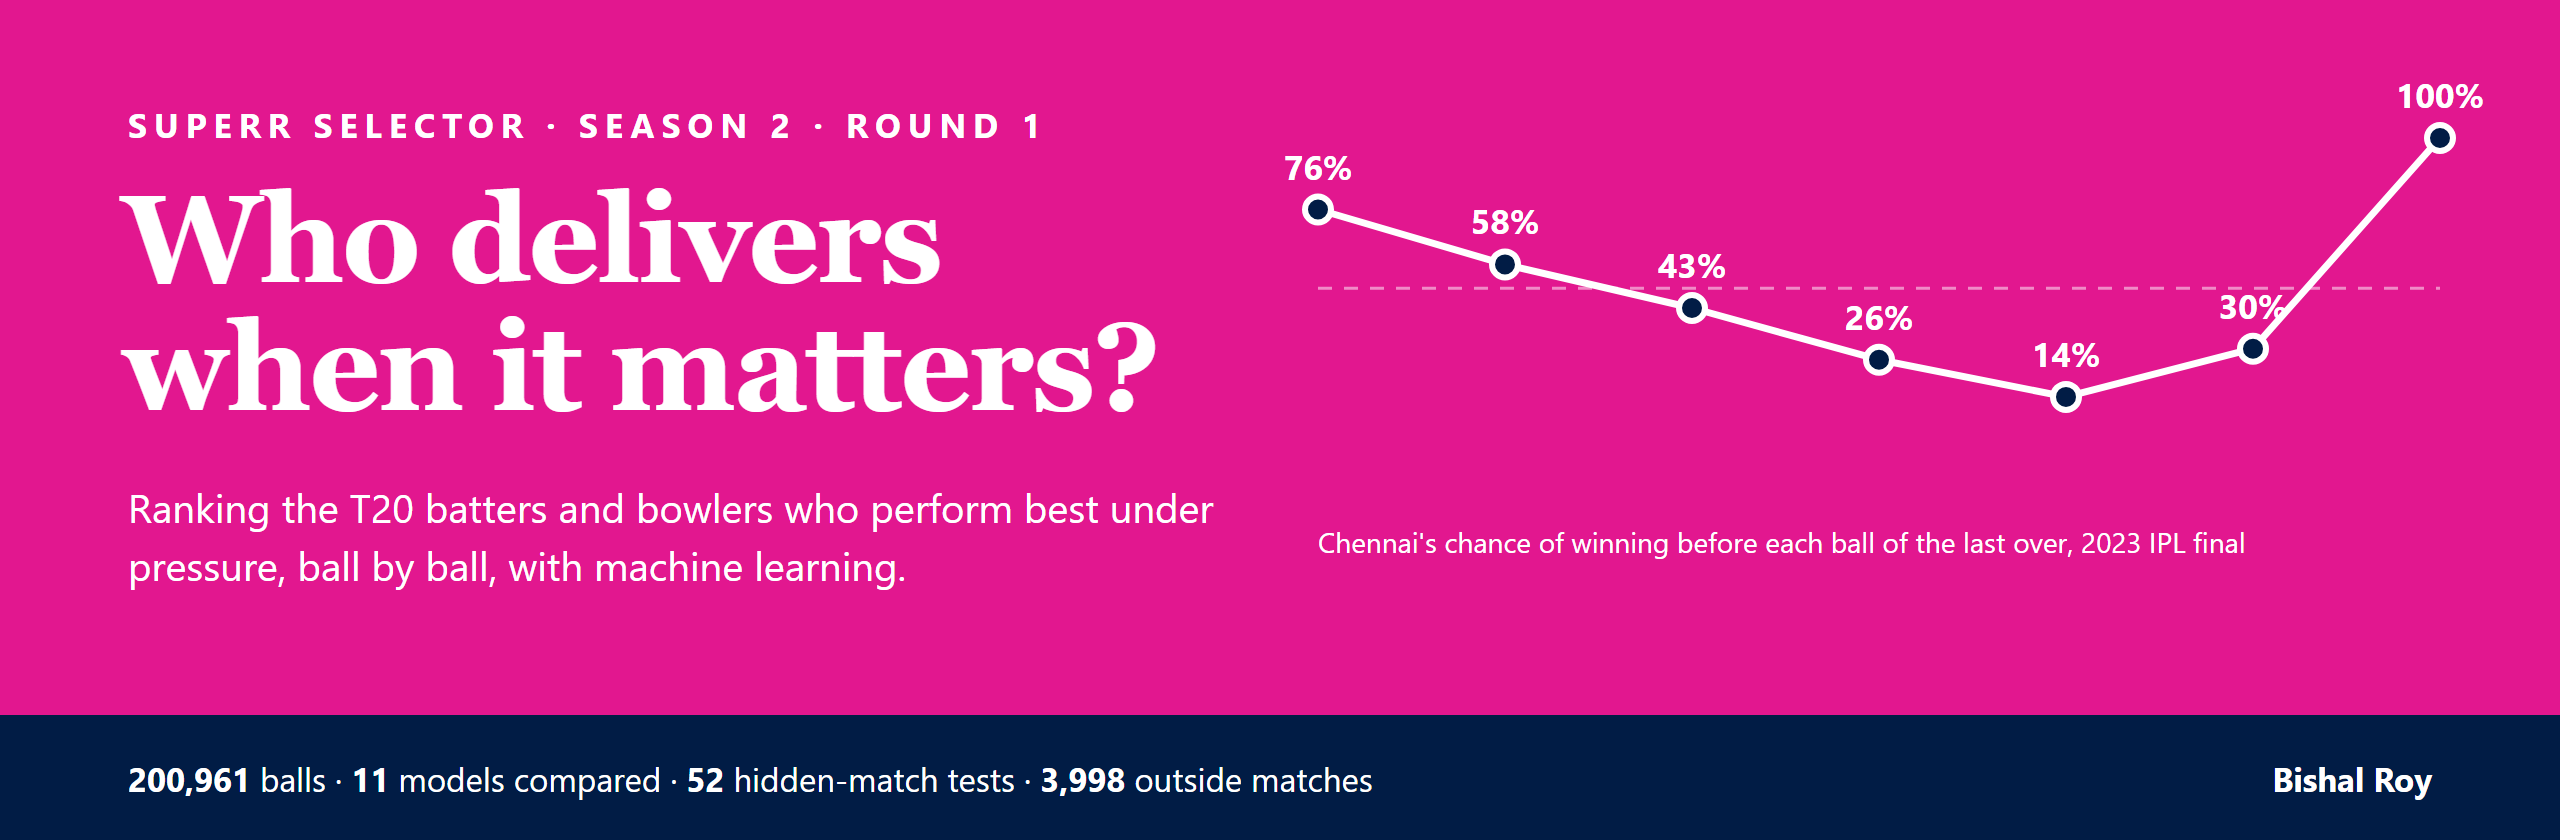 SUPERR SELECTOR · SEASON 2 · ROUND 1
Who delivers
when it matters?
Ranking the T20 batters and bowlers who perform best under
pressure, ball by ball, with machine learning.
76%
58%
43%
26%
14%
30%
100%
Chennai's chance of winning before each ball of the last over, 2023 IPL final
200,961 balls · 11 models compared · 52 hidden-match tests · 3,998 outside matches
Bishal Roy